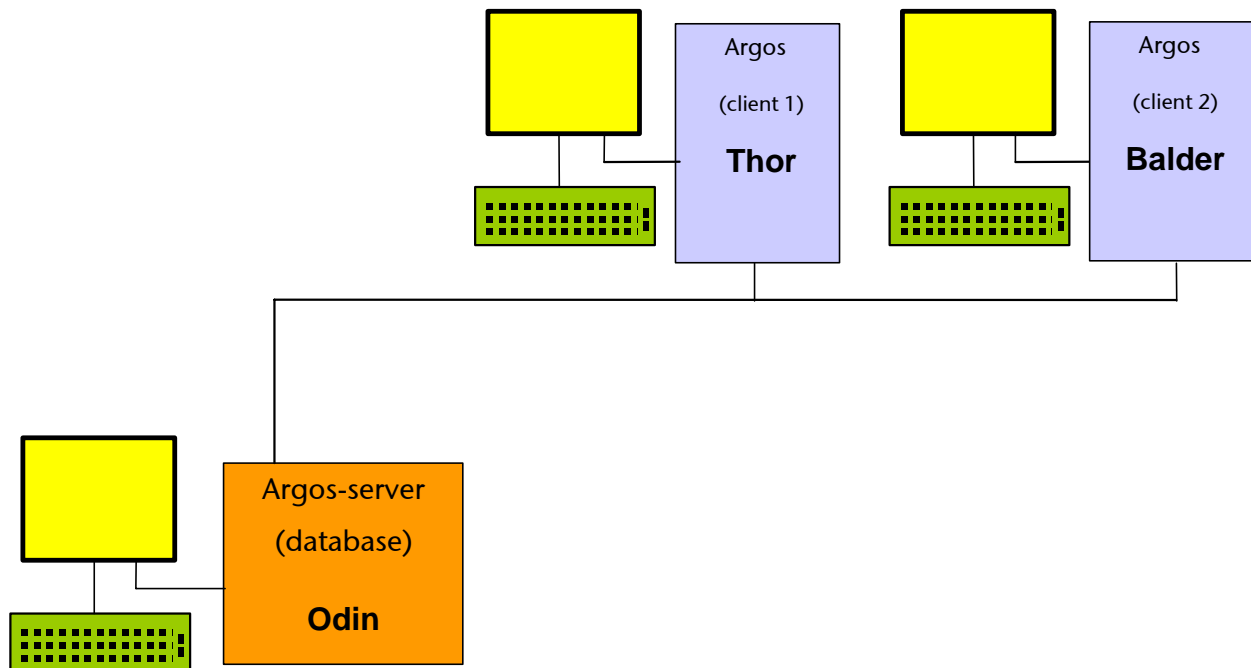 Argos
(client 1)
Thor
Argos
(client 2)
Balder
Argos-server
(database)
Odin